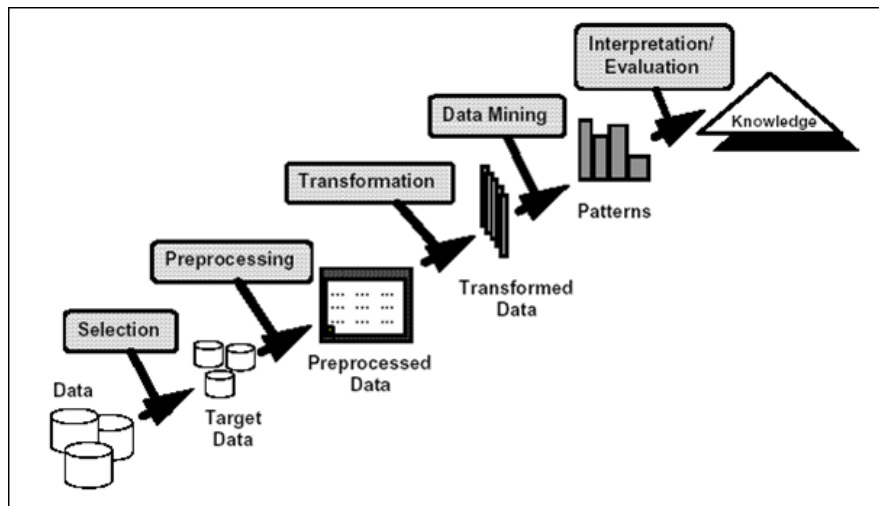 Interpretation/
Evaluation
Knowledge
Data Mining
Patterns
Transformation
Transformed
Data
Preprocessing
Preprocessed
Data
Selection
Target
Data
Data